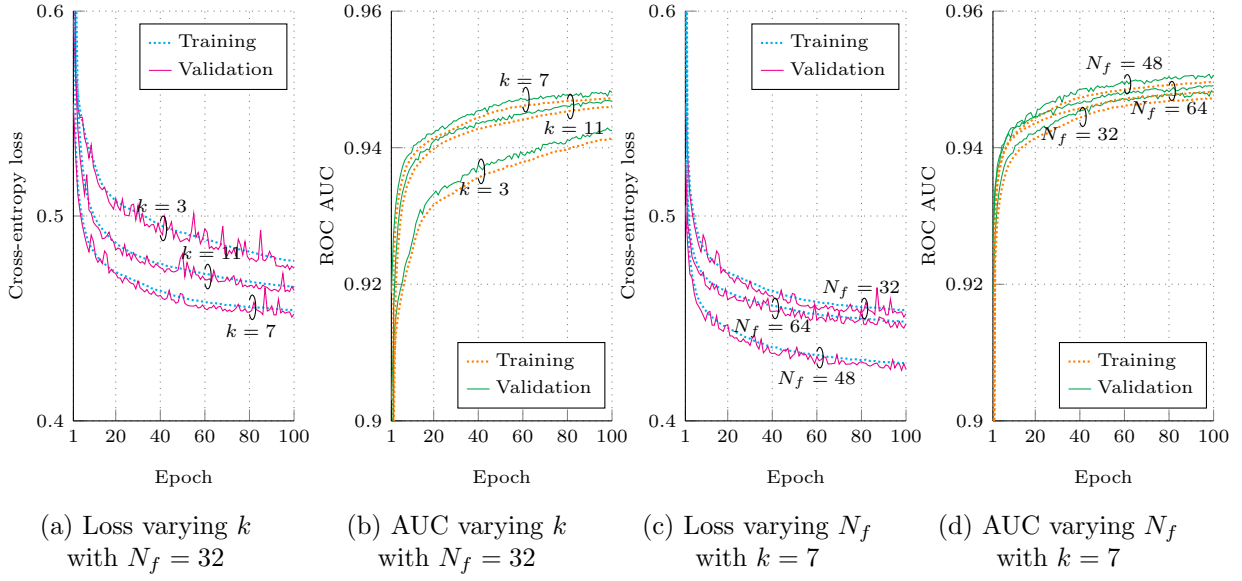 0.6
0.5
0.4
Cross-entropy loss
1 20 40 60 80 100
Epoch
Training
Validation
k = 3
k = 11
k = 7
(a) Loss varying k
with N_f = 32
0.96
0.94
0.92
0.9
ROC AUC
1 20 40 60 80 100
Epoch
k = 7
k = 11
k = 3
Training
Validation
(b) AUC varying k
with N_f = 32
0.6
0.5
0.4
Cross-entropy loss
1 20 40 60 80 100
Epoch
Training
Validation
N_f = 32
N_f = 64
N_f = 48
(c) Loss varying N_f
with k = 7
0.96
0.94
0.92
0.9
ROC AUC
1 20 40 60 80 100
Epoch
N_f = 48
N_f = 64
N_f = 32
Training
Validation
(d) AUC varying N_f
with k = 7